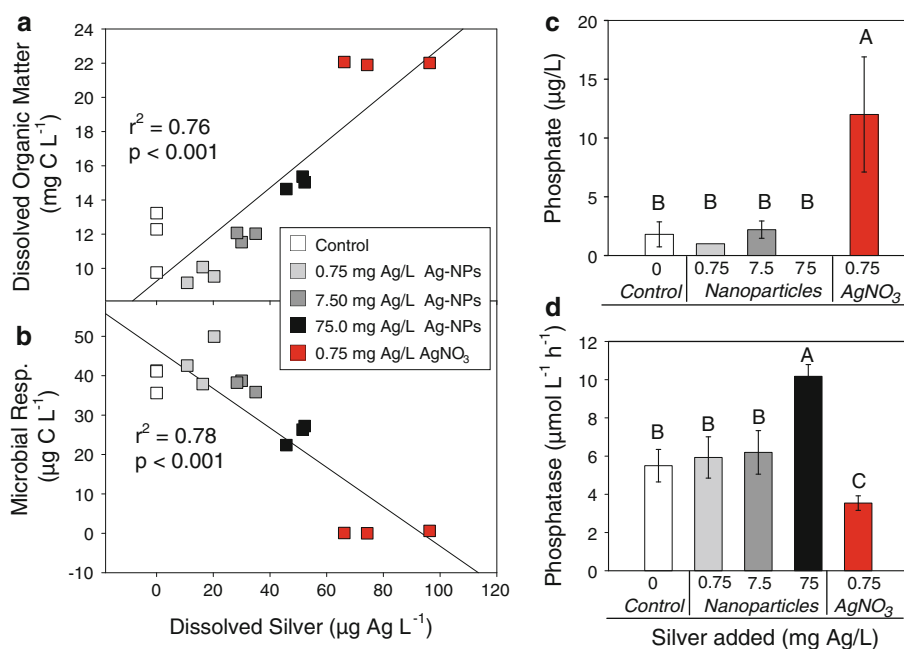 a
Dissolved Organic Matter
(mg C L⁻¹)
24
22
20
18
16
14
12
10
r² = 0.76
p < 0.001
Control
0.75 mg Ag/L Ag-NPs
7.50 mg Ag/L Ag-NPs
75.0 mg Ag/L Ag-NPs
0.75 mg Ag/L AgNO₃
b
Microbial Resp.
(µg C L⁻¹)
50
40
30
20
10
0
-10
r² = 0.78
p < 0.001
0 20 40 60 80 100 120
Dissolved Silver (µg Ag L⁻¹)
c
Phosphate (µg/L)
20
15
10
5
0
B B B B A
0 0.75 7.5 75 0.75
Control Nanoparticles AgNO₃
d
Phosphatase (µmol L⁻¹ h⁻¹)
12
10
8
6
4
2
0
B B B A C
0 0.75 7.5 75 0.75
Control Nanoparticles AgNO₃
Silver added (mg Ag/L)